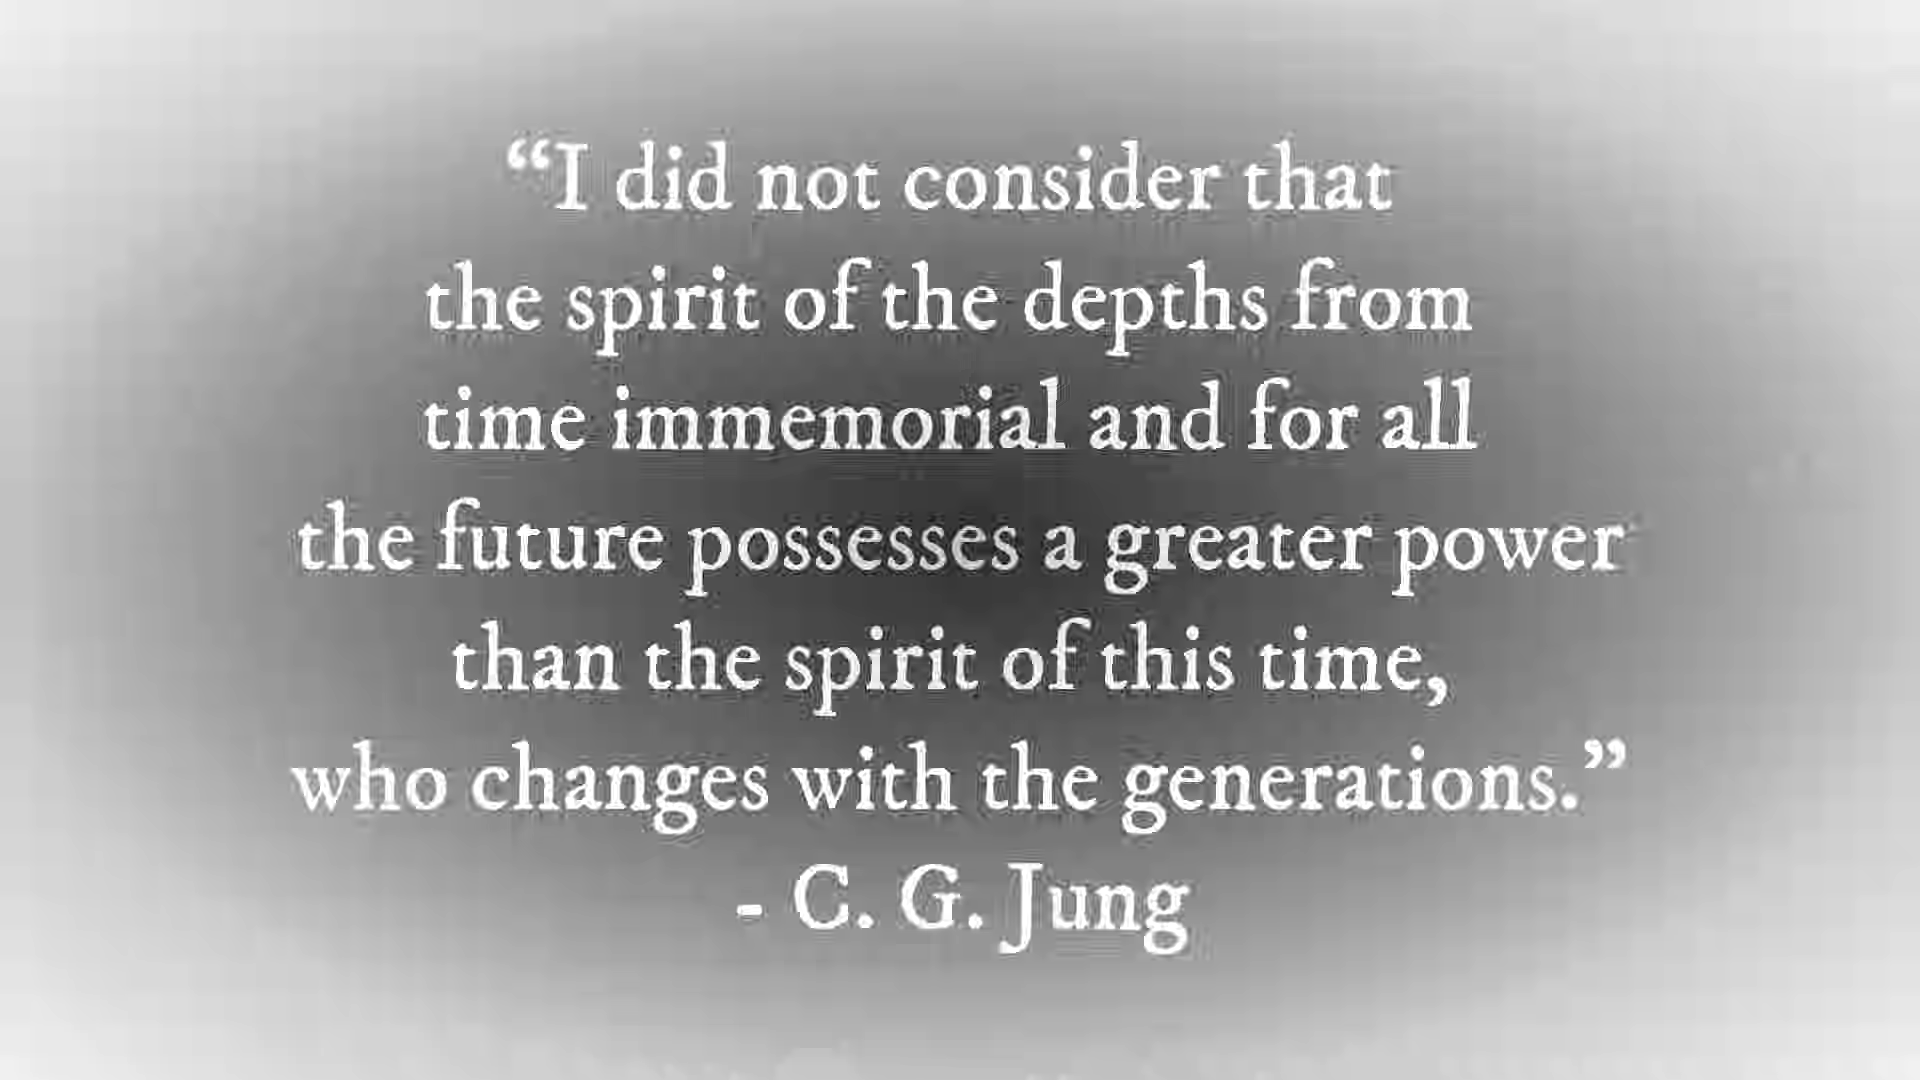 “I did not consider that
the spirit of the depths from
time immemorial and for all
the future possesses a greater power
than the spirit of this time,
who changes with the generations.”
- C. G. Jung